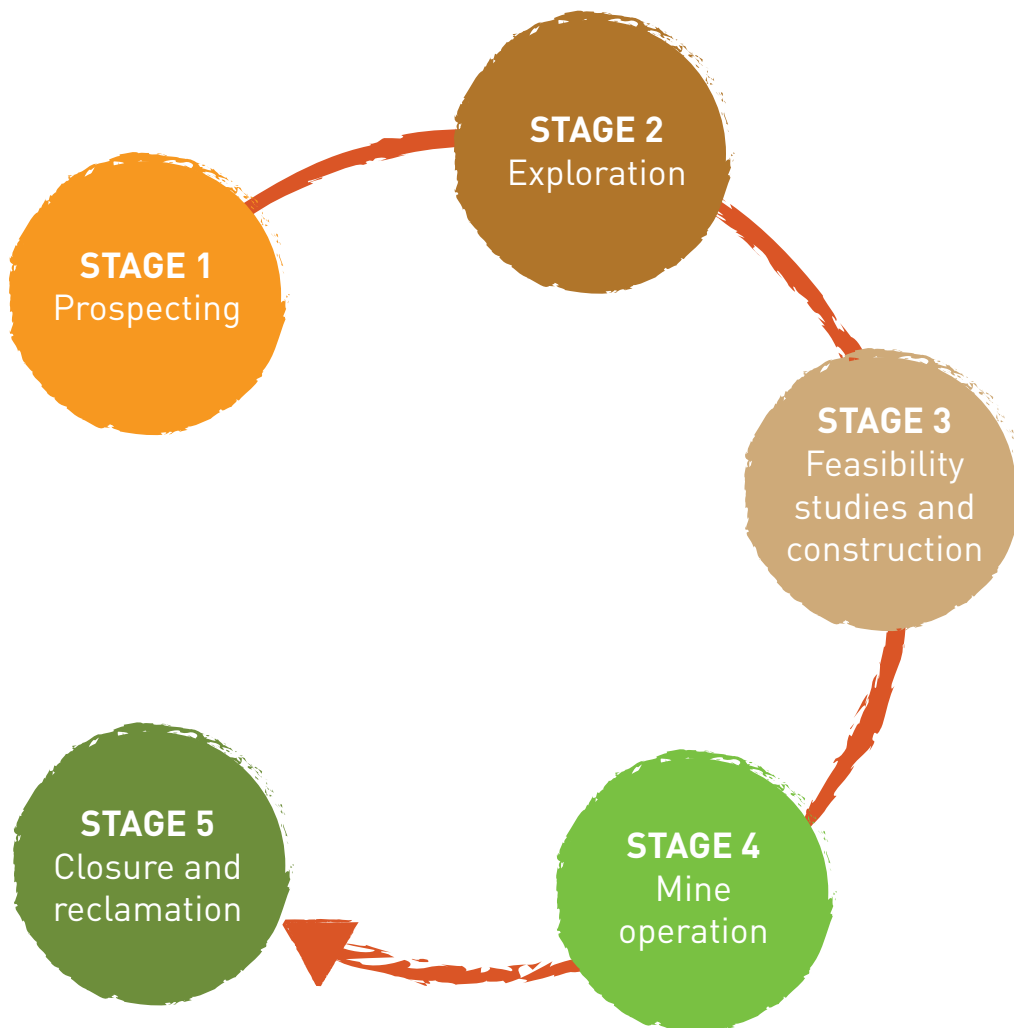 STAGE 1
Prospecting
STAGE 2
Exploration
STAGE 3
Feasibility
studies and
construction
STAGE 4
Mine
operation
STAGE 5
Closure and
reclamation